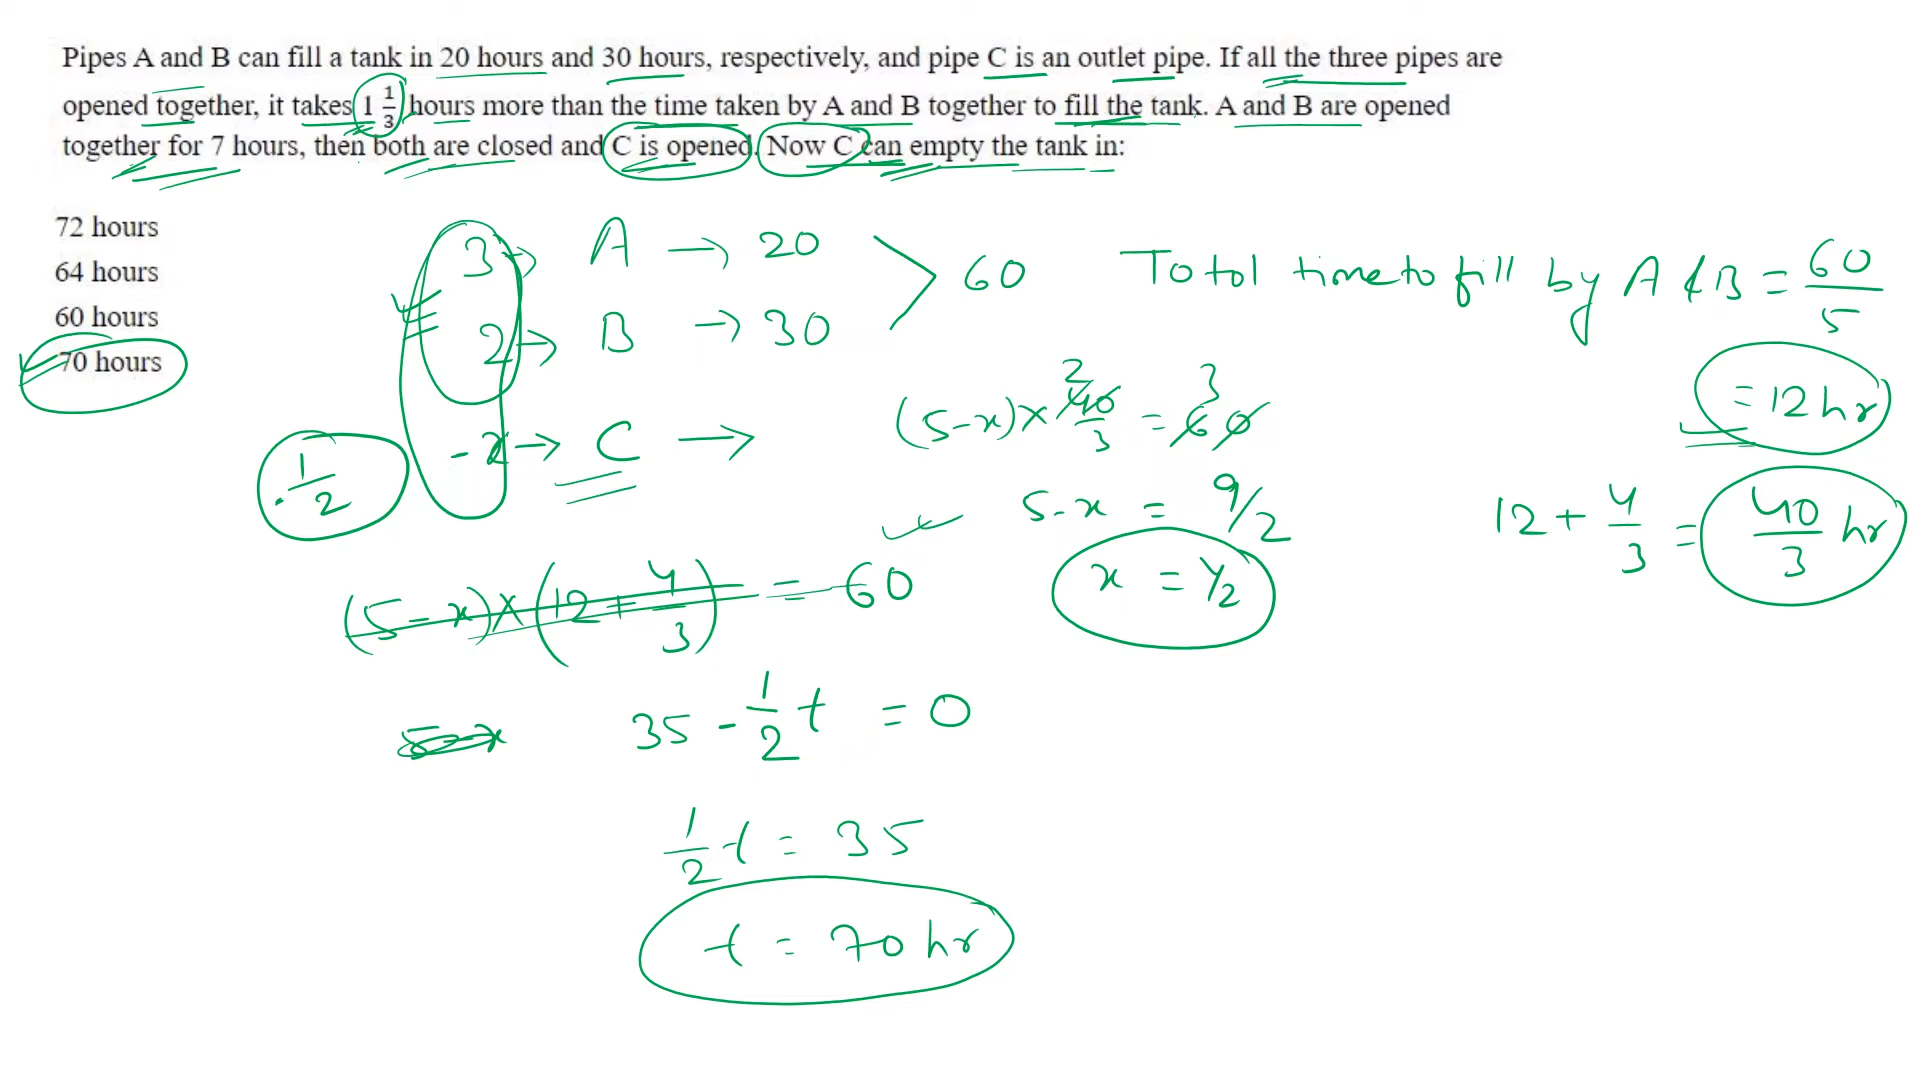 Pipes A and B can fill a tank in 20 hours and 30 hours, respectively, and pipe C is an outlet pipe. If all the three pipes are
opened together, it takes 1 1/3 hours more than the time taken by A and B together to fill the tank. A and B are opened
together for 7 hours, then both are closed and C is opened. Now C can empty the tank in:
72 hours
64 hours
60 hours
70 hours
3 → A → 20
2 → B → 30
60
Total time to fill by A & B = 60/5
= 12 hr
- x → C →
- 1/2
(5-x) × 40/3 = 60
2 3
5-x = 9/2
x = 1/2
12 + 4/3 = 40/3 hr
(5-x) × (12 + 4/3) = 60
35 - 1/2 t = 0
1/2 t = 35
t = 70 hr